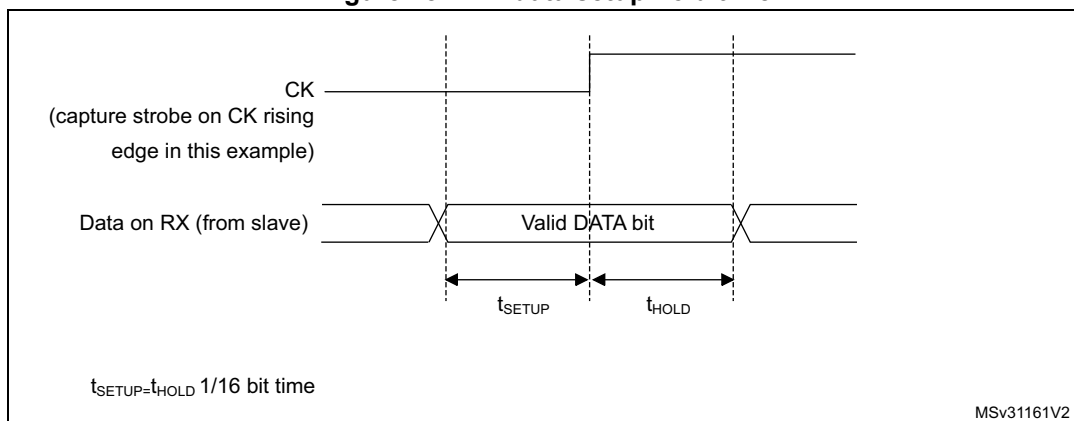 CK
(capture strobe on CK rising
edge in this example)
Data on RX (from slave)
Valid DATA bit
tSETUP
tHOLD
tSETUP=tHOLD 1/16 bit time
MSv31161V2